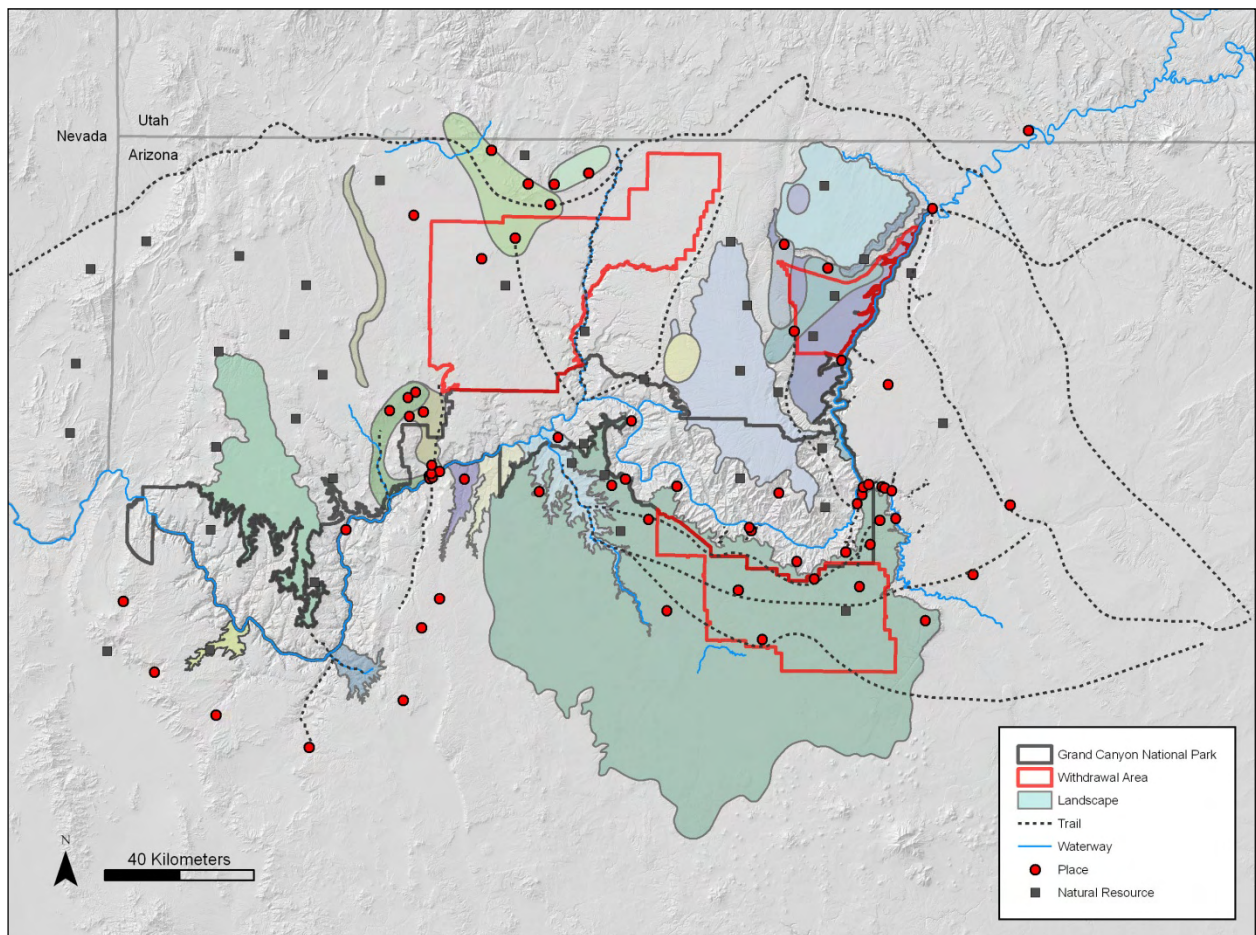 Utah
Nevada
Arizona
Grand Canyon National Park
Withdrawal Area
Landscape
Trail
Waterway
Place
Natural Resource
N
40 Kilometers